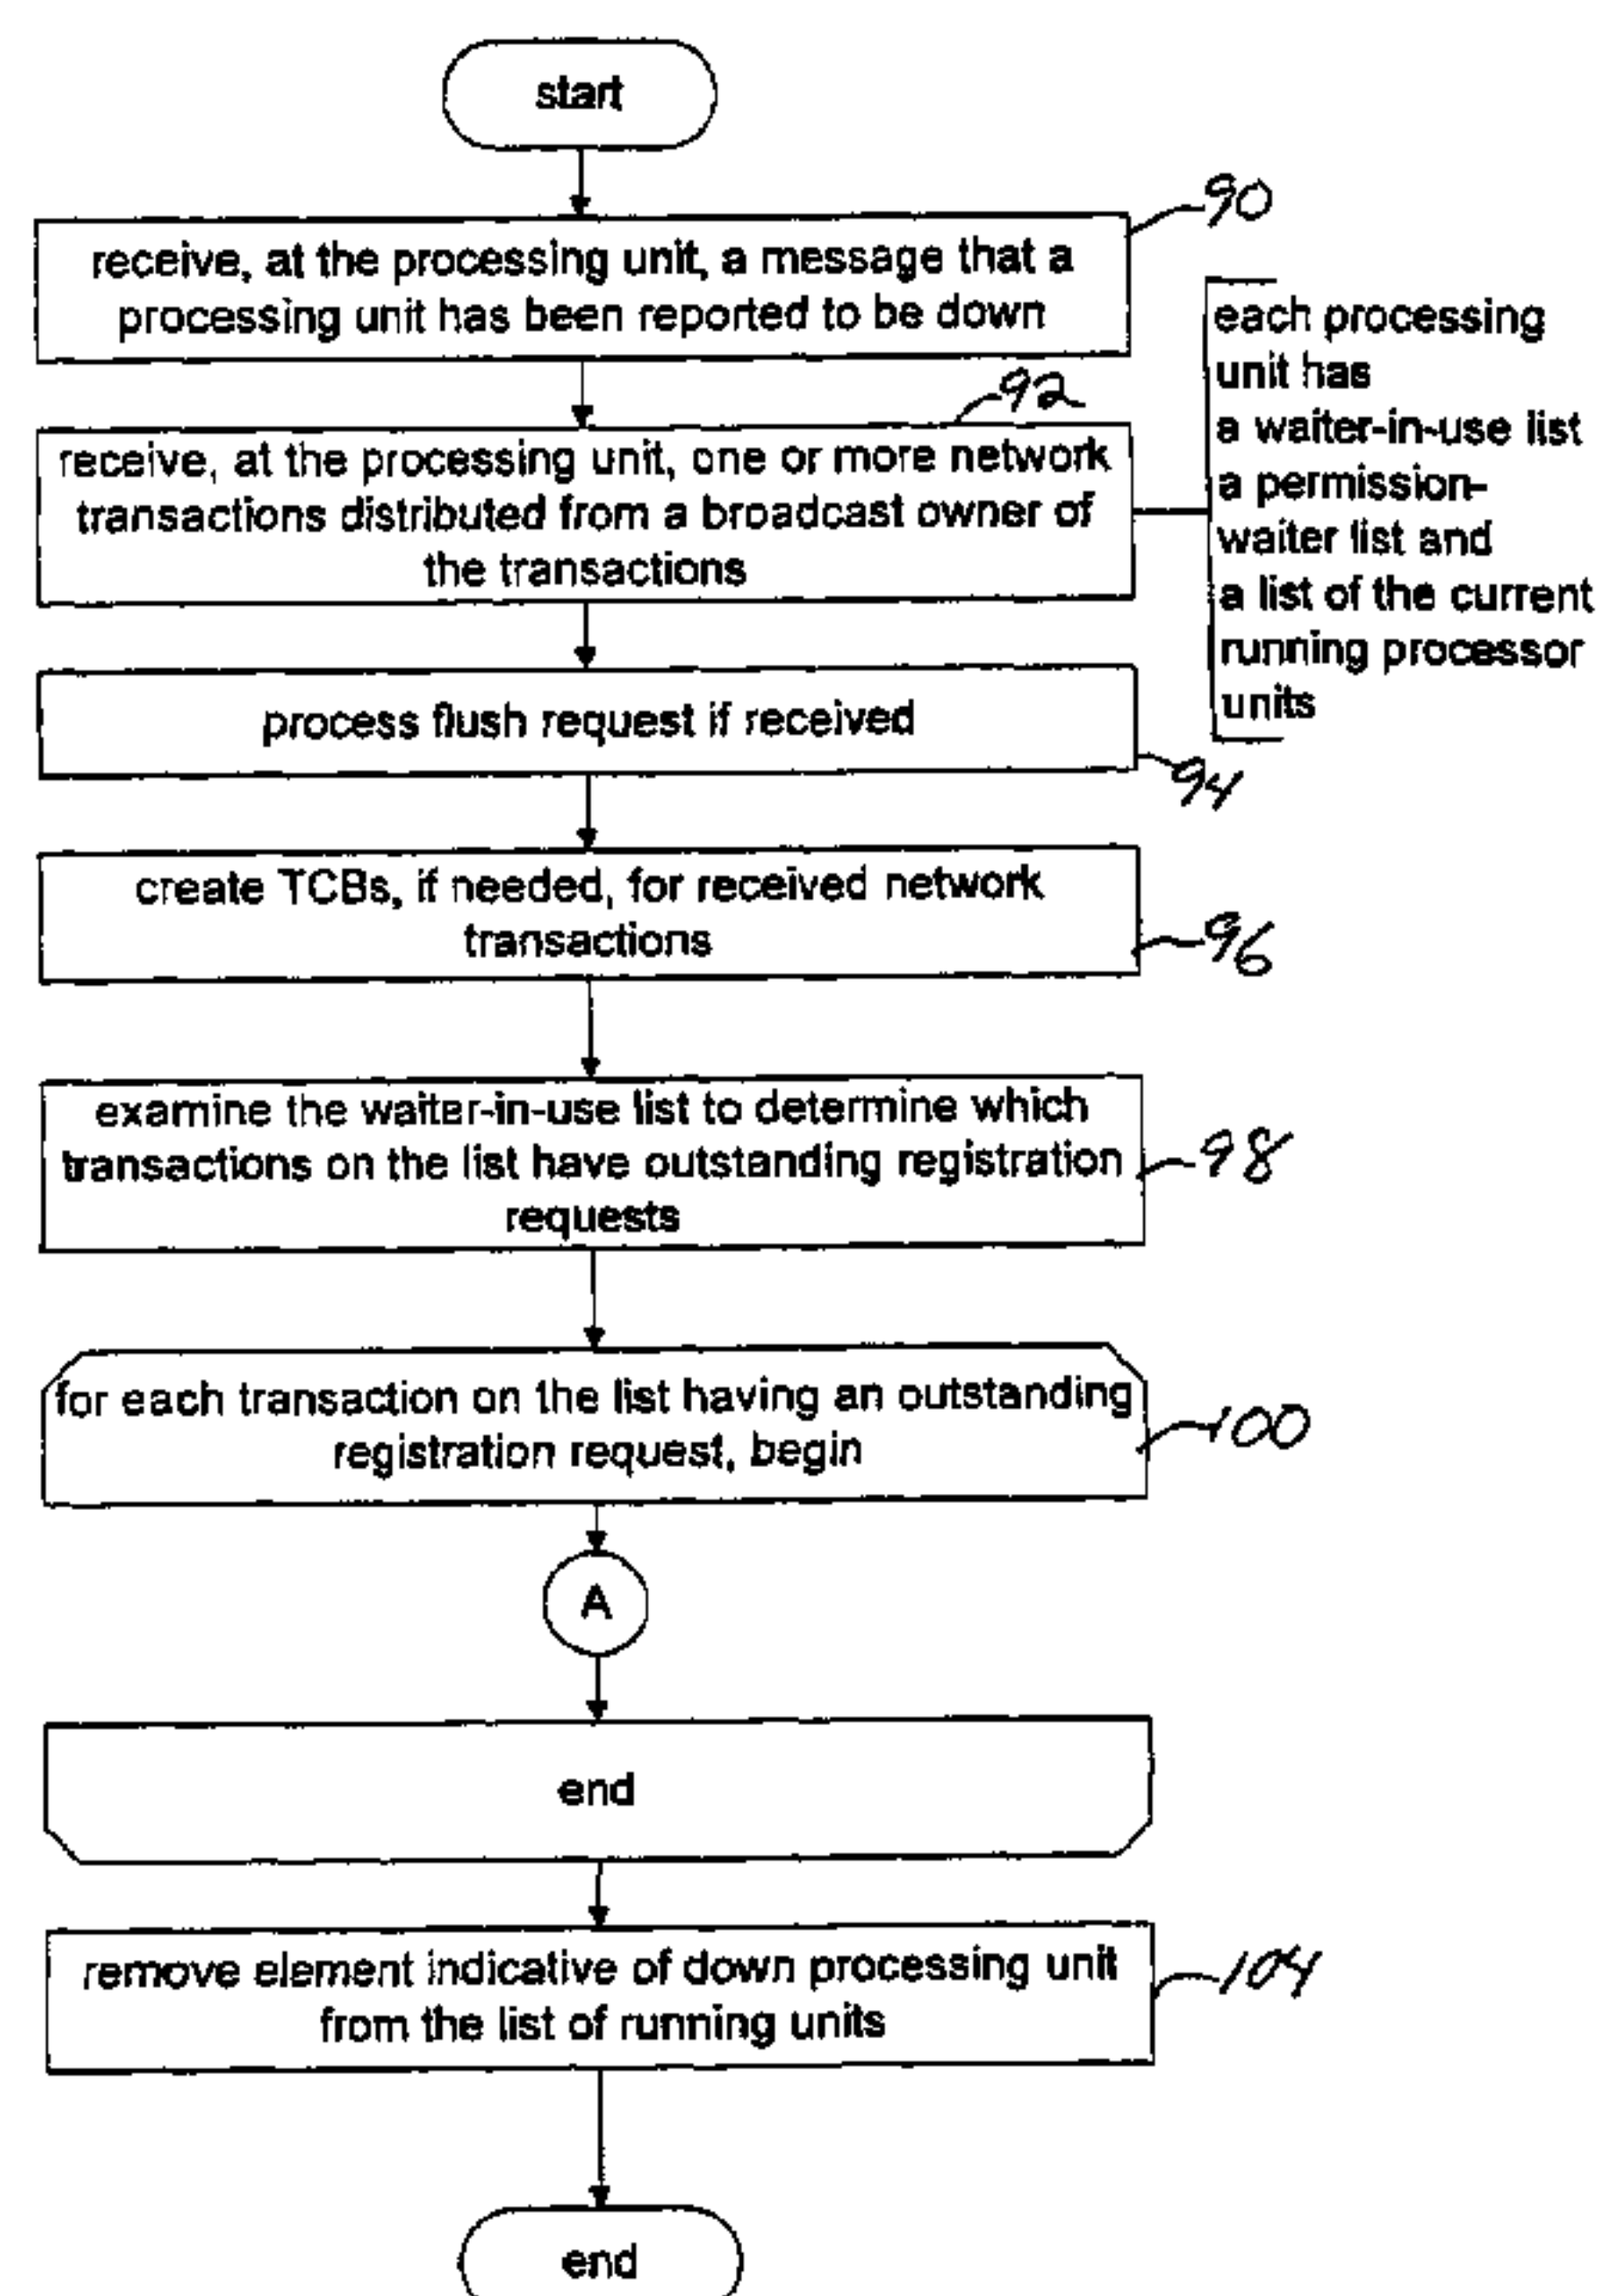 start
90
receive, at the processing unit, a message that a
processing unit has been reported to be down
92
receive, at the processing unit, one or more network
transactions distributed from a broadcast owner of
the transactions
each processing
unit has
a waiter-in-use list
a permission-
waiter list and
a list of the current
running processor
units
process flush request if received
94
create TCBs, if needed, for received network
transactions
96
examine the waiter-in-use list to determine which
transactions on the list have outstanding registration
requests
98
for each transaction on the list having an outstanding
registration request, begin
100
A
end
remove element indicative of down processing unit
from the list of running units
104
end